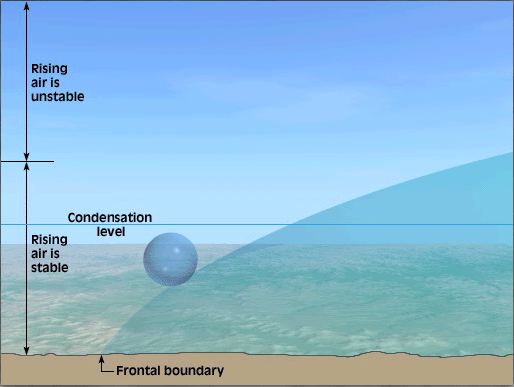 Rising
air is
unstable
Condensation
level
Rising
air is
stable
Frontal boundary